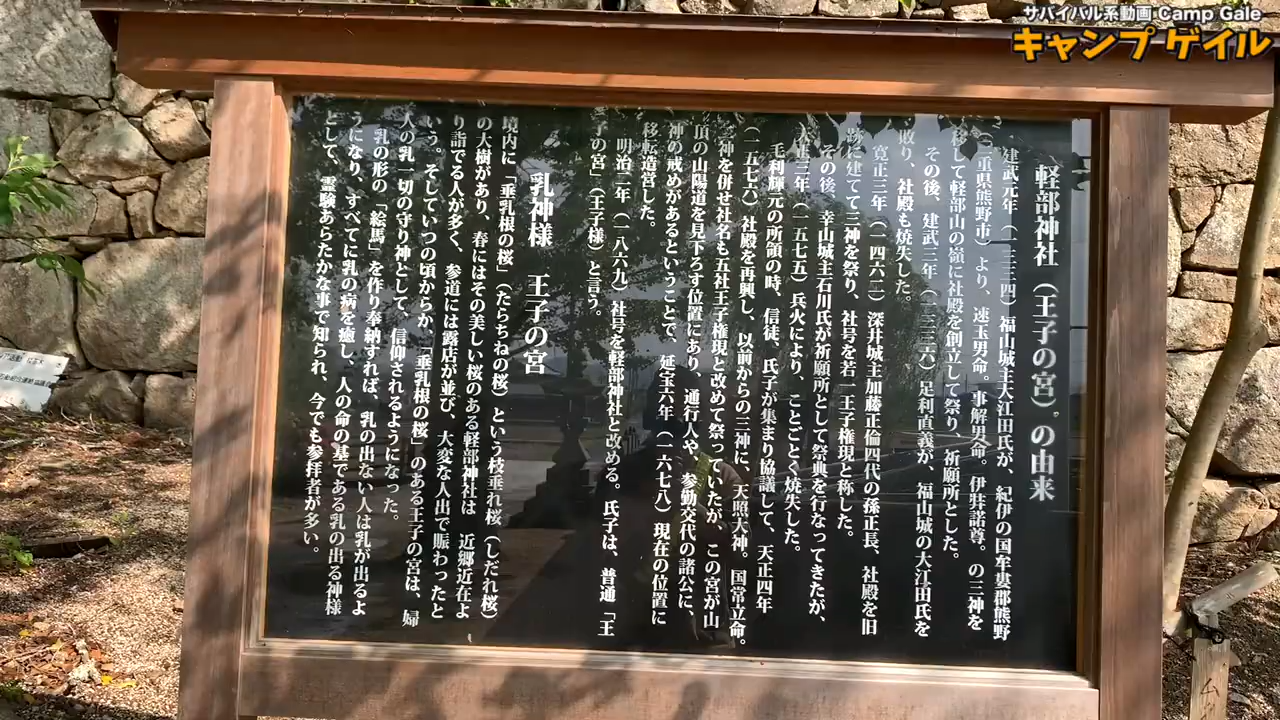 サバイバル系動画 Camp Gale
キャンプ ゲイル
軽部神社（王子の宮）の由来
建武元年（一三三四）福山城主大江田氏が、紀伊の国牟婁郡熊野
（三重県熊野市）より、速玉男命。事解男命。伊弉諾尊。の三神を
移して軽部山の嶺に社殿を創立して祭り、祈願所とした。
その後、建武三年（一三三六）足利直義が、福山城の大江田氏を
敗り、社殿も焼失した。
寛正三年（一四六二）深井城主加藤正倫四代の孫正長、社殿を旧
跡に建てて三神を祭り、社号を若一王子権現と称した。
その後、幸山城主石川氏が祈願所として祭典を行なってきたが、
天正三年（一五七五）兵火により、ことごとく焼失した。
毛利輝元の所領の時、信徒、氏子が集まり協議して、天正四年
（一五七六）社殿を再興し、以前からの三神に、天照大神。国常立命。
二神を併せ社名も五社王子権現と改めて祭っていたが、この宮が山
頂の山陽道を見下ろす位置にあり、通行人や、参勤交代の諸公に、
神の戒めがあるということで、延宝六年（一六七八）現在の位置に
移転造営した。
明治二年（一八六九）社号を軽部神社と改める。氏子は、普通「王
子の宮」（王子様）と言う。
乳神様 王子の宮
境内に「垂乳根の桜」（たらちねの桜）という枝垂れ桜（しだれ桜）
の大樹があり、春にはその美しい桜のある軽部神社は 近郷近在よ
り詣でる人が多く、参道には露店が並び、大変な人出で賑わったと
いう。そしていつの頃からか、「垂乳根の桜」のある王子の宮は、婦
人の乳一切の守り神として、信仰されるようになった。
乳の形の「絵馬」を作り奉納すれば、乳の出ない人は乳が出るよ
うになり、すべてに乳の病を癒し、人の命の基である乳の出る神様
として、霊験あらたかな事で知られ、今でも参拝者が多い。